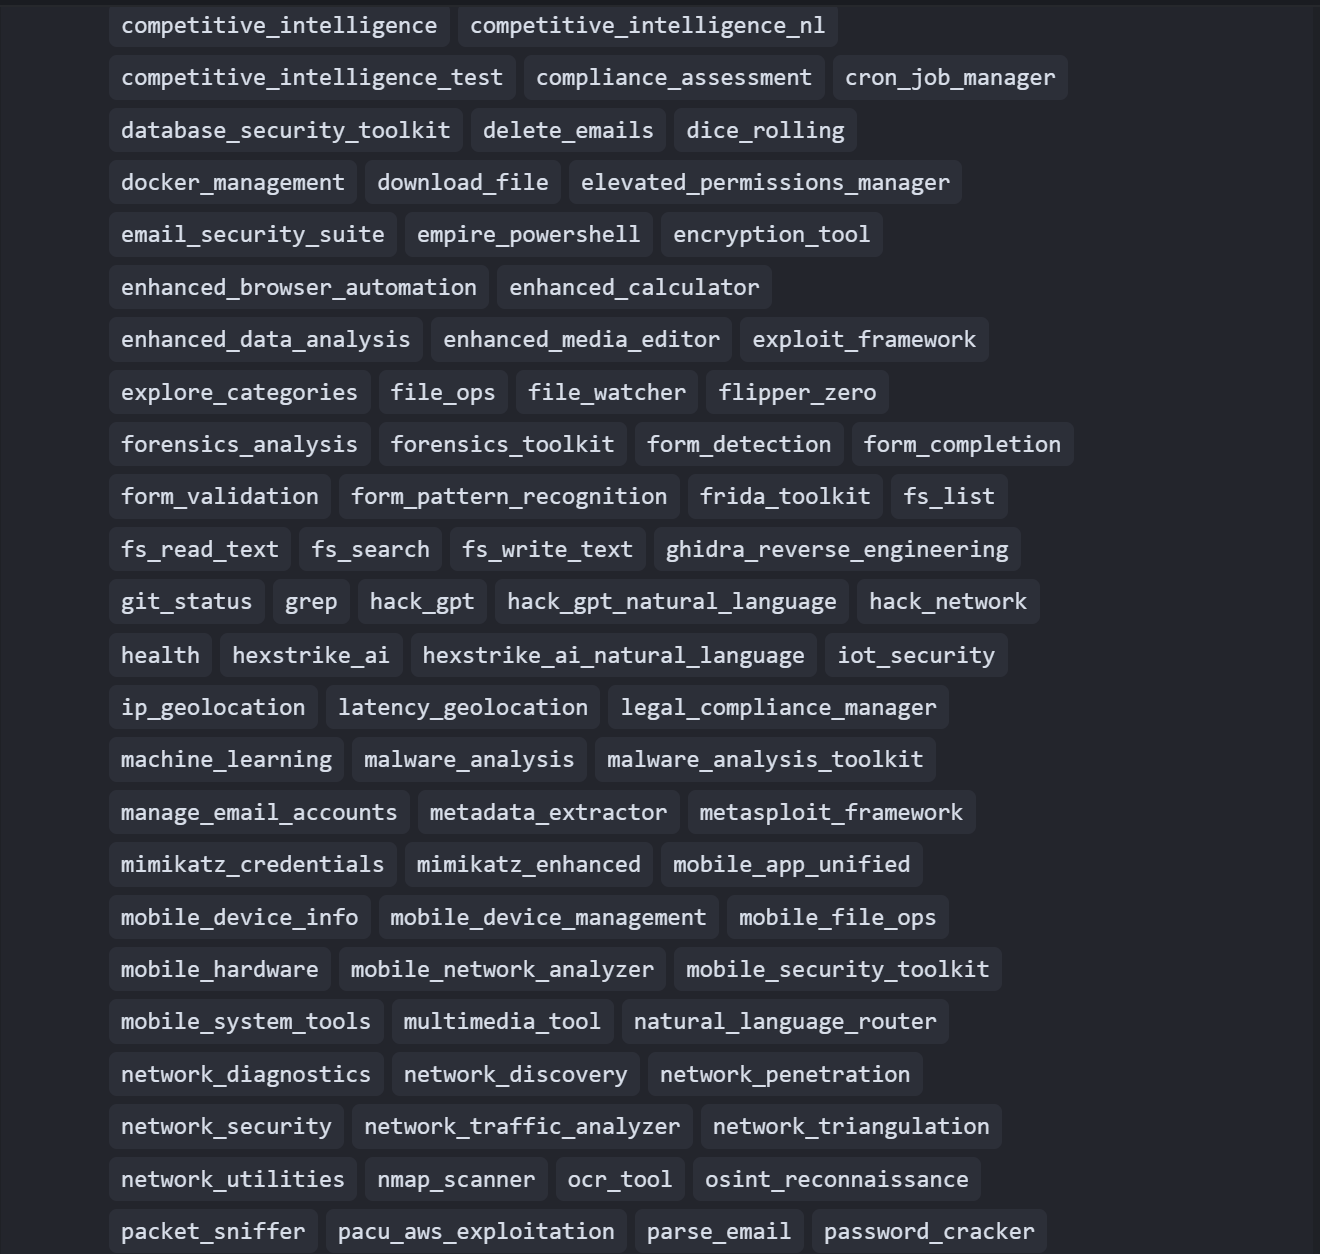 competitive_intelligence competitive_intelligence_nl
competitive_intelligence_test compliance_assessment cron_job_manager
database_security_toolkit delete_emails dice_rolling
docker_management download_file elevated_permissions_manager
email_security_suite empire_powershell encryption_tool
enhanced_browser_automation enhanced_calculator
enhanced_data_analysis enhanced_media_editor exploit_framework
explore_categories file_ops file_watcher flipper_zero
forensics_analysis forensics_toolkit form_detection form_completion
form_validation form_pattern_recognition frida_toolkit fs_list
fs_read_text fs_search fs_write_text ghidra_reverse_engineering
git_status grep hack_gpt hack_gpt_natural_language hack_network
health hexstrike_ai hexstrike_ai_natural_language iot_security
ip_geolocation latency_geolocation legal_compliance_manager
machine_learning malware_analysis malware_analysis_toolkit
manage_email_accounts metadata_extractor metasploit_framework
mimikatz_credentials mimikatz_enhanced mobile_app_unified
mobile_device_info mobile_device_management mobile_file_ops
mobile_hardware mobile_network_analyzer mobile_security_toolkit
mobile_system_tools multimedia_tool natural_language_router
network_diagnostics network_discovery network_penetration
network_security network_traffic_analyzer network_triangulation
network_utilities nmap_scanner ocr_tool osint_reconnaissance
packet_sniffer pacu_aws_exploitation parse_email password_cracker